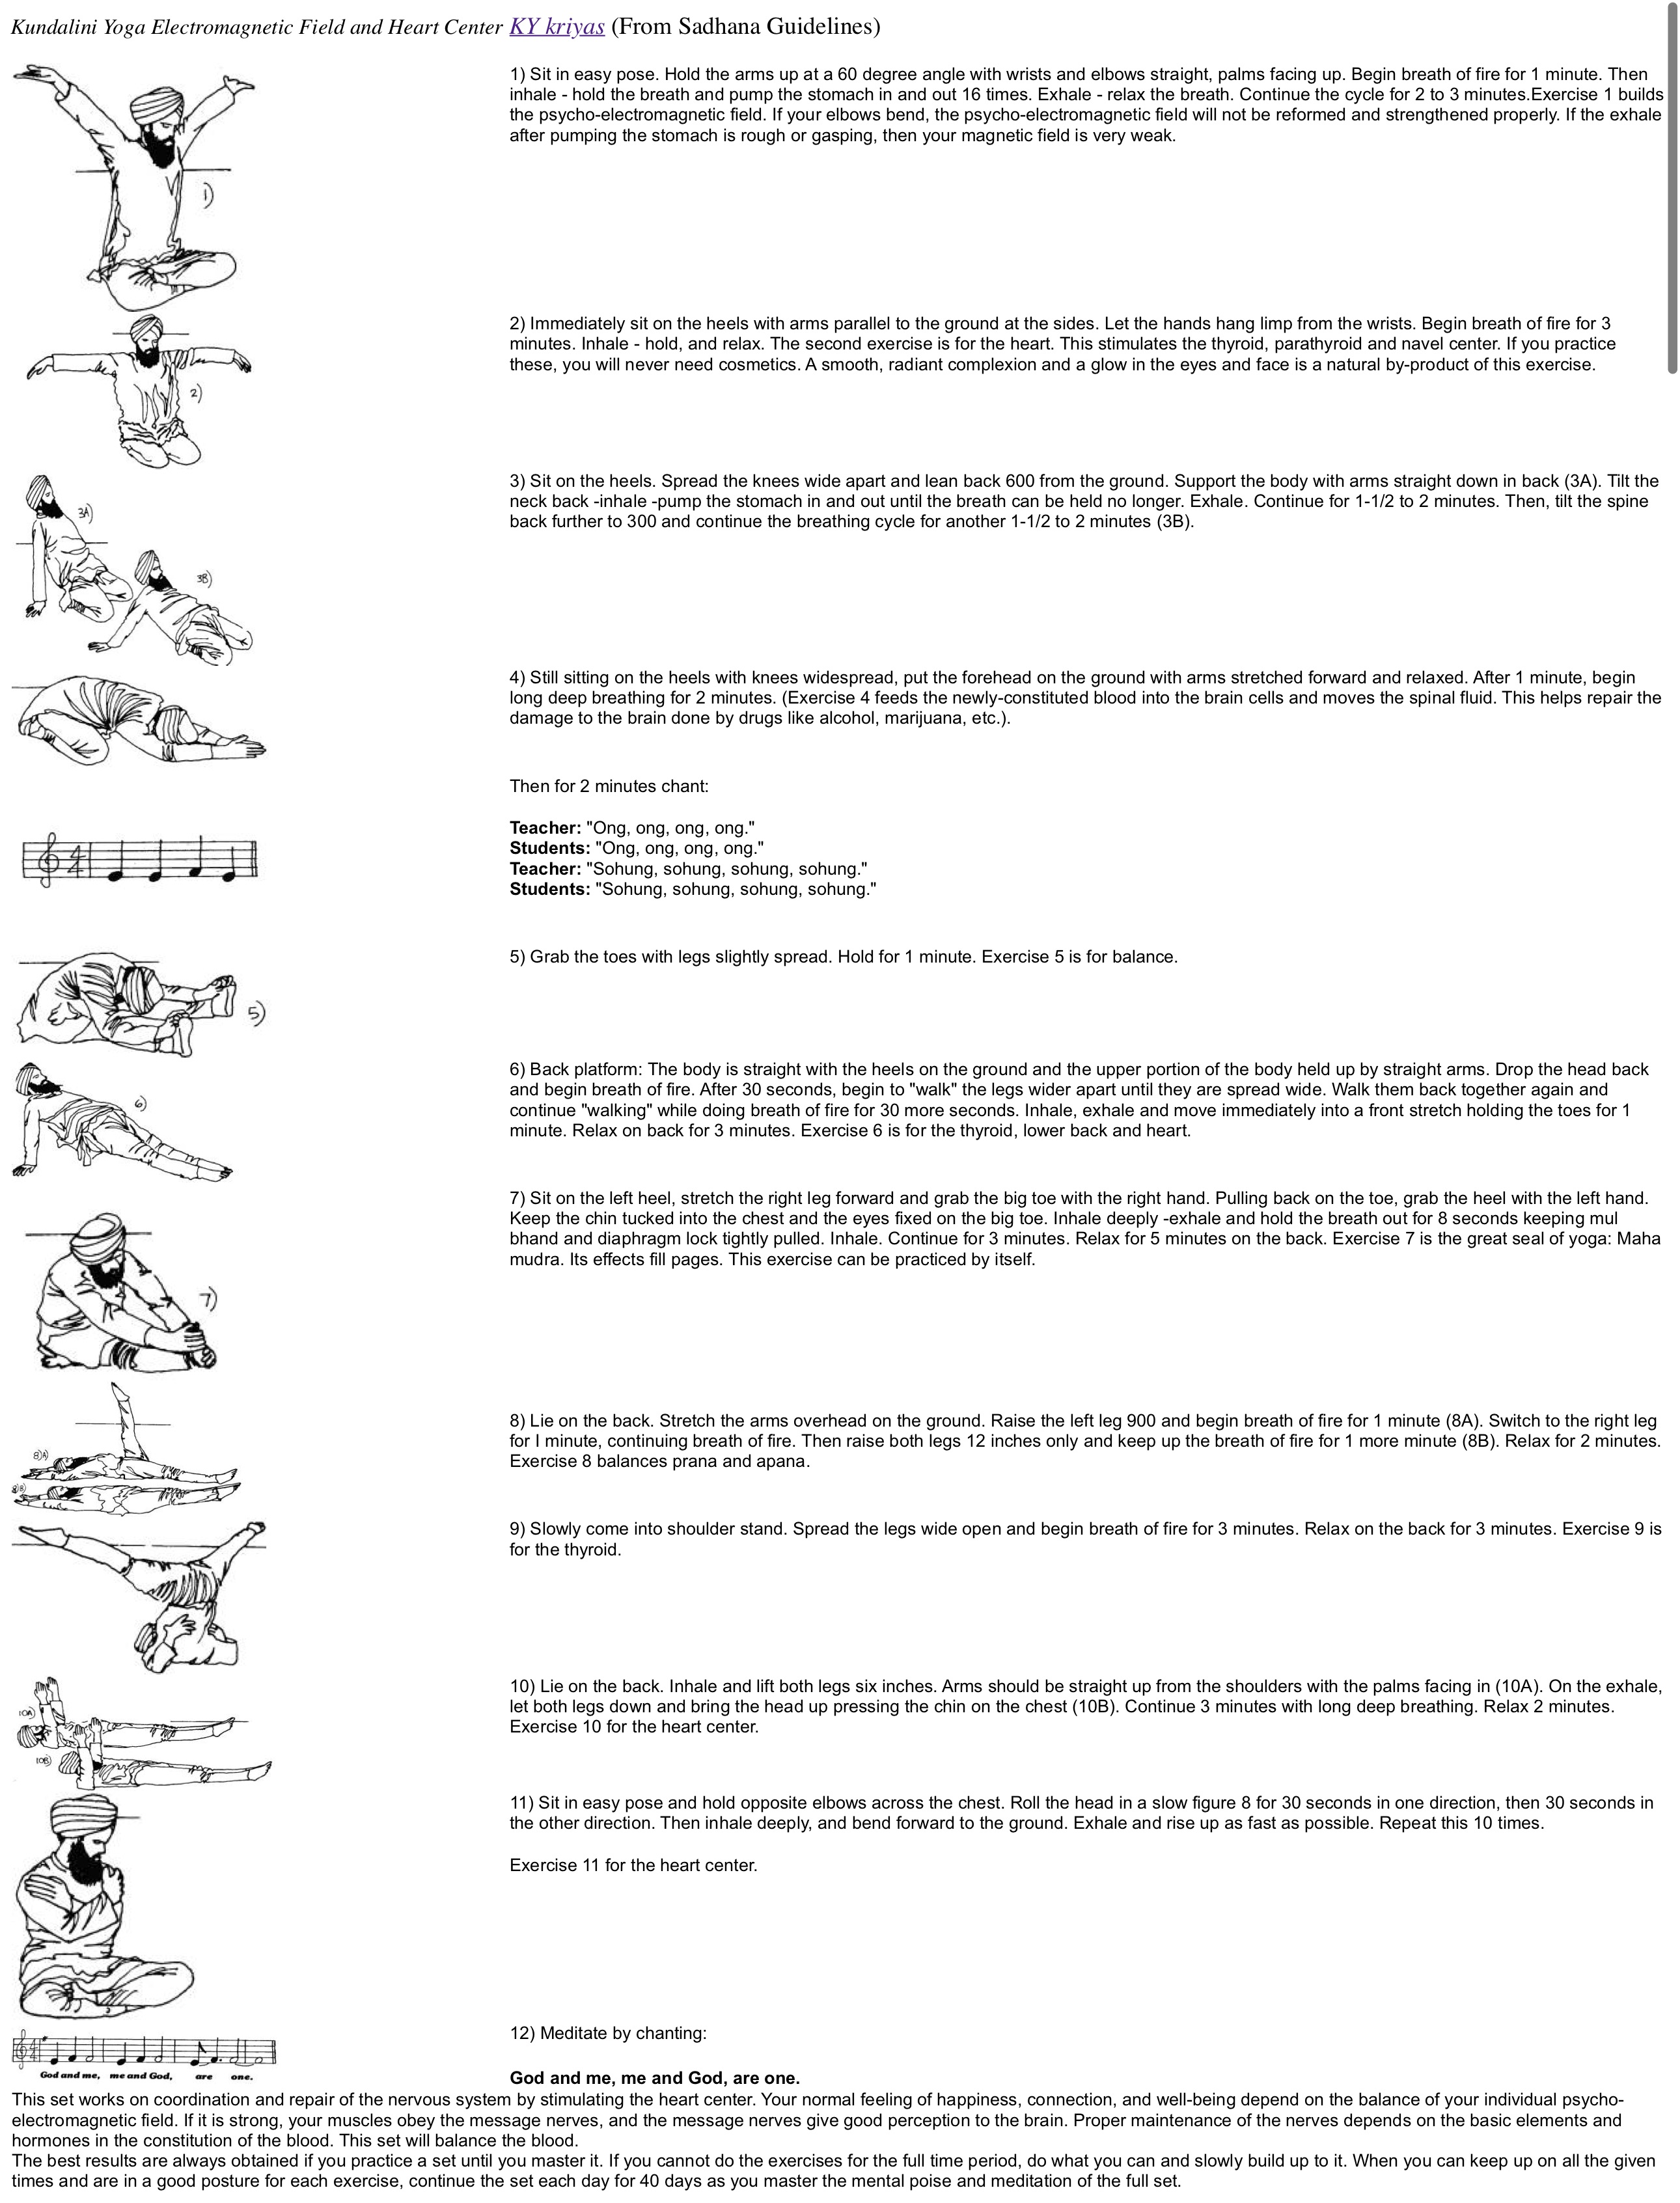 Kundalini Yoga Electromagnetic Field and Heart Center KY kriyas (From Sadhana Guidelines)
1)
1) Sit in easy pose. Hold the arms up at a 60 degree angle with wrists and elbows straight, palms facing up. Begin breath of fire for 1 minute. Then
inhale - hold the breath and pump the stomach in and out 16 times. Exhale - relax the breath. Continue the cycle for 2 to 3 minutes.Exercise 1 builds
the psycho-electromagnetic field. If your elbows bend, the psycho-electromagnetic field will not be reformed and strengthened properly. If the exhale
after pumping the stomach is rough or gasping, then your magnetic field is very weak.
2)
2) Immediately sit on the heels with arms parallel to the ground at the sides. Let the hands hang limp from the wrists. Begin breath of fire for 3
minutes. Inhale - hold, and relax. The second exercise is for the heart. This stimulates the thyroid, parathyroid and navel center. If you practice
these, you will never need cosmetics. A smooth, radiant complexion and a glow in the eyes and face is a natural by-product of this exercise.
3A)
3B)
3) Sit on the heels. Spread the knees wide apart and lean back 600 from the ground. Support the body with arms straight down in back (3A). Tilt the
neck back -inhale -pump the stomach in and out until the breath can be held no longer. Exhale. Continue for 1-1/2 to 2 minutes. Then, tilt the spine
back further to 300 and continue the breathing cycle for another 1-1/2 to 2 minutes (3B).
4) Still sitting on the heels with knees widespread, put the forehead on the ground with arms stretched forward and relaxed. After 1 minute, begin
long deep breathing for 2 minutes. (Exercise 4 feeds the newly-constituted blood into the brain cells and moves the spinal fluid. This helps repair the
damage to the brain done by drugs like alcohol, marijuana, etc.).
Then for 2 minutes chant:
Teacher: "Ong, ong, ong, ong."
Students: "Ong, ong, ong, ong."
Teacher: "Sohung, sohung, sohung, sohung."
Students: "Sohung, sohung, sohung, sohung."
5)
5) Grab the toes with legs slightly spread. Hold for 1 minute. Exercise 5 is for balance.
6)
6) Back platform: The body is straight with the heels on the ground and the upper portion of the body held up by straight arms. Drop the head back
and begin breath of fire. After 30 seconds, begin to "walk" the legs wider apart until they are spread wide. Walk them back together again and
continue "walking" while doing breath of fire for 30 more seconds. Inhale, exhale and move immediately into a front stretch holding the toes for 1
minute. Relax on back for 3 minutes. Exercise 6 is for the thyroid, lower back and heart.
7)
7) Sit on the left heel, stretch the right leg forward and grab the big toe with the right hand. Pulling back on the toe, grab the heel with the left hand.
Keep the chin tucked into the chest and the eyes fixed on the big toe. Inhale deeply -exhale and hold the breath out for 8 seconds keeping mul
bhand and diaphragm lock tightly pulled. Inhale. Continue for 3 minutes. Relax for 5 minutes on the back. Exercise 7 is the great seal of yoga: Maha
mudra. Its effects fill pages. This exercise can be practiced by itself.
8A)
8B)
8) Lie on the back. Stretch the arms overhead on the ground. Raise the left leg 900 and begin breath of fire for 1 minute (8A). Switch to the right leg
for I minute, continuing breath of fire. Then raise both legs 12 inches only and keep up the breath of fire for 1 more minute (8B). Relax for 2 minutes.
Exercise 8 balances prana and apana.
9) Slowly come into shoulder stand. Spread the legs wide open and begin breath of fire for 3 minutes. Relax on the back for 3 minutes. Exercise 9 is
for the thyroid.
10A)
10B)
10) Lie on the back. Inhale and lift both legs six inches. Arms should be straight up from the shoulders with the palms facing in (10A). On the exhale,
let both legs down and bring the head up pressing the chin on the chest (10B). Continue 3 minutes with long deep breathing. Relax 2 minutes.
Exercise 10 for the heart center.
11) Sit in easy pose and hold opposite elbows across the chest. Roll the head in a slow figure 8 for 30 seconds in one direction, then 30 seconds in
the other direction. Then inhale deeply, and bend forward to the ground. Exhale and rise up as fast as possible. Repeat this 10 times.
Exercise 11 for the heart center.
12) Meditate by chanting:
God and me, me and God, are one.
God and me, me and God, are one.
This set works on coordination and repair of the nervous system by stimulating the heart center. Your normal feeling of happiness, connection, and well-being depend on the balance of your individual psycho-
electromagnetic field. If it is strong, your muscles obey the message nerves, and the message nerves give good perception to the brain. Proper maintenance of the nerves depends on the basic elements and
hormones in the constitution of the blood. This set will balance the blood.
The best results are always obtained if you practice a set until you master it. If you cannot do the exercises for the full time period, do what you can and slowly build up to it. When you can keep up on all the given
times and are in a good posture for each exercise, continue the set each day for 40 days as you master the mental poise and meditation of the full set.